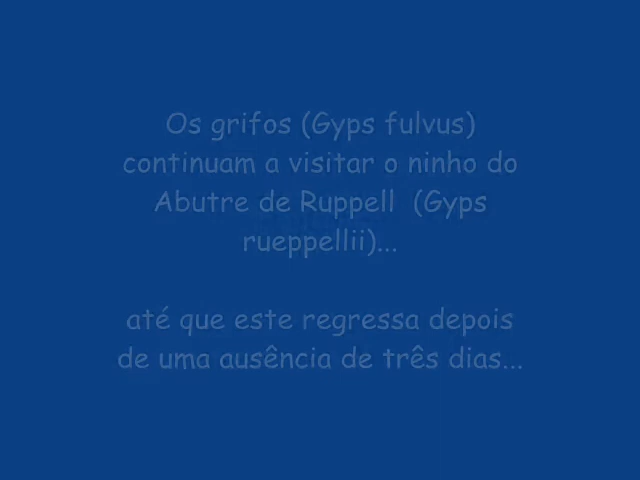 Os grifos (Gyps fulvus)
continuam a visitar o ninho do
Abutre de Ruppell (Gyps
rueppellii)...
até que este regressa depois
de uma ausência de três dias...